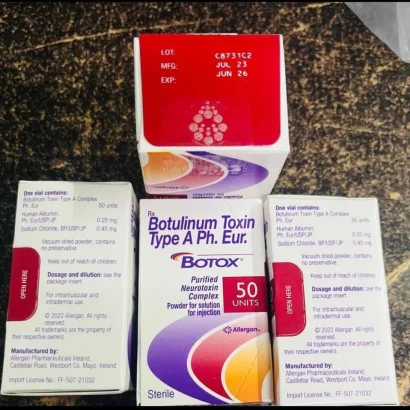 LOT: C8731C2
MFG: JUL 23
EXP: JUN 26
One vial contains:
Botulinum Toxin Type A Complex
Ph. Eur. 50 units
Human Albumin,
Ph. Eur/USP/JP 0.25 mg
Sodium Chloride, BP/USP/JP 0.45 mg
Vacuum dried powder, contains
no preservative.
Keep out of reach of children.
Dosage and dilution: see
the package insert.
For intramuscular and
intradermal use.
© 2022 Allergan. All rights
reserved.
All trademarks are the property of
their respective owners.
Manufactured by:
Allergan Pharmaceuticals Ireland,
Castlebar Road, Westport Co. Mayo, Ireland.
Import License No.: FF-507-21032
OPEN HERE
Rx
Botulinum Toxin
Type A Ph. Eur.
BOTOX®
Purified
Neurotoxin
Complex
Powder for solution
for injection
50
UNITS
Allergan
Sterile
One vial contains:
Botulinum Toxin Type A Complex
Ph. Eur. 50 units
Human Albumin,
Ph. Eur/USP/JP 0.25 mg
Sodium Chloride, BP/USP/JP 0.45 mg
Vacuum dried powder, contains
no preservative.
Keep out of reach of children.
Dosage and dilution: see
the package insert.
For intramuscular and
intradermal use.
© 2022 Allergan. All rights
reserved.
All trademarks are the property of
their respective owners.
Manufactured by:
Allergan Pharmaceuticals Ireland,
Castlebar Road, Westport Co. Mayo, Ireland.
Import License No.: FF-507-21032
OPEN HERE